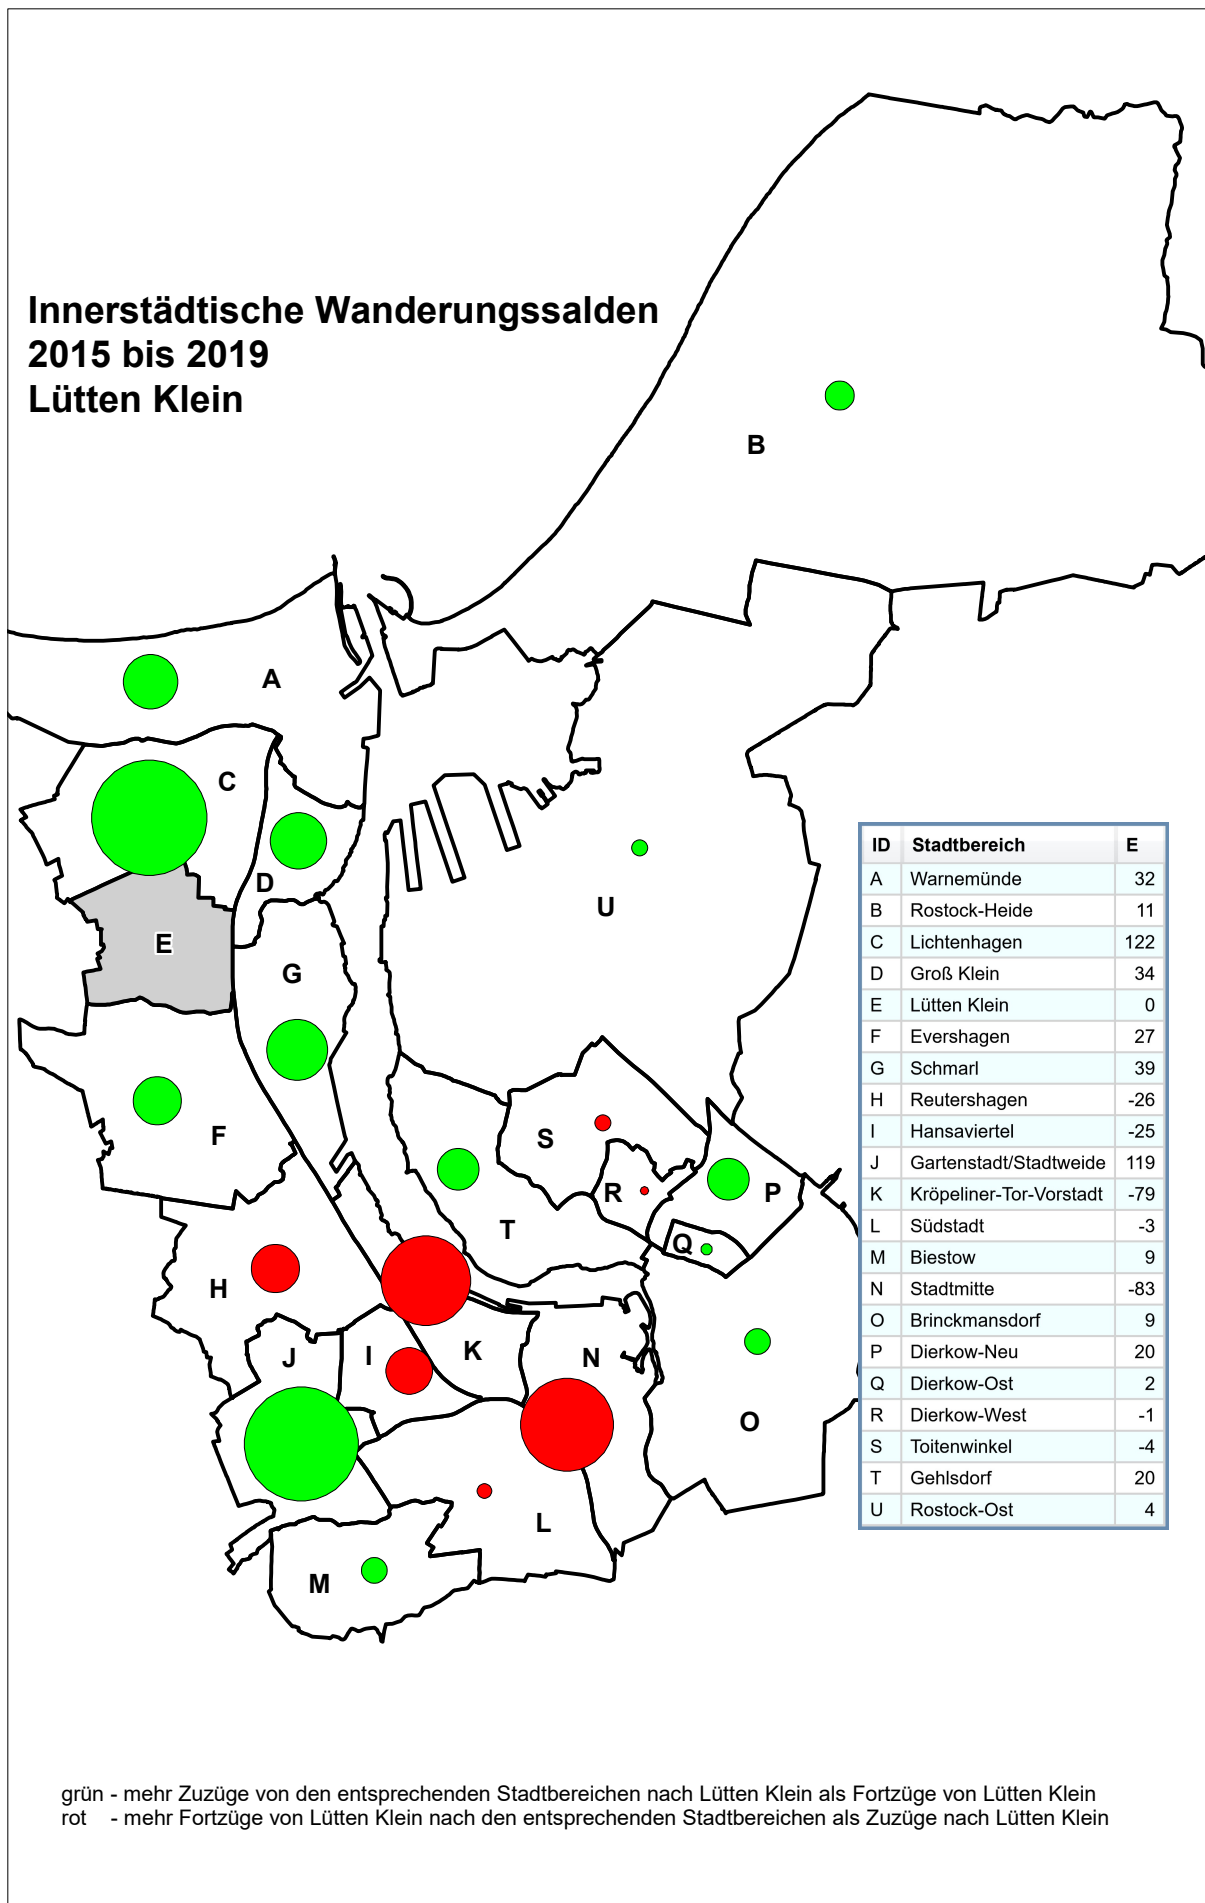 Innerstädtische Wanderungssalden
2015 bis 2019
Lütten Klein
B
A
C
D
E
G
F
U
S
R
P
Q
T
H
J
I
K
N
O
L
M
ID Stadtbereich E
A Warnemünde 32
B Rostock-Heide 11
C Lichtenhagen 122
D Groß Klein 34
E Lütten Klein 0
F Evershagen 27
G Schmarl 39
H Reutershagen -26
I Hansaviertel -25
J Gartenstadt/Stadtweide 119
K Kröpeliner-Tor-Vorstadt -79
L Südstadt -3
M Biestow 9
N Stadtmitte -83
O Brinckmansdorf 9
P Dierkow-Neu 20
Q Dierkow-Ost 2
R Dierkow-West -1
S Toitenwinkel -4
T Gehlsdorf 20
U Rostock-Ost 4
grün - mehr Zuzüge von den entsprechenden Stadtbereichen nach Lütten Klein als Fortzüge von Lütten Klein
rot - mehr Fortzüge von Lütten Klein nach den entsprechenden Stadtbereichen als Zuzüge nach Lütten Klein